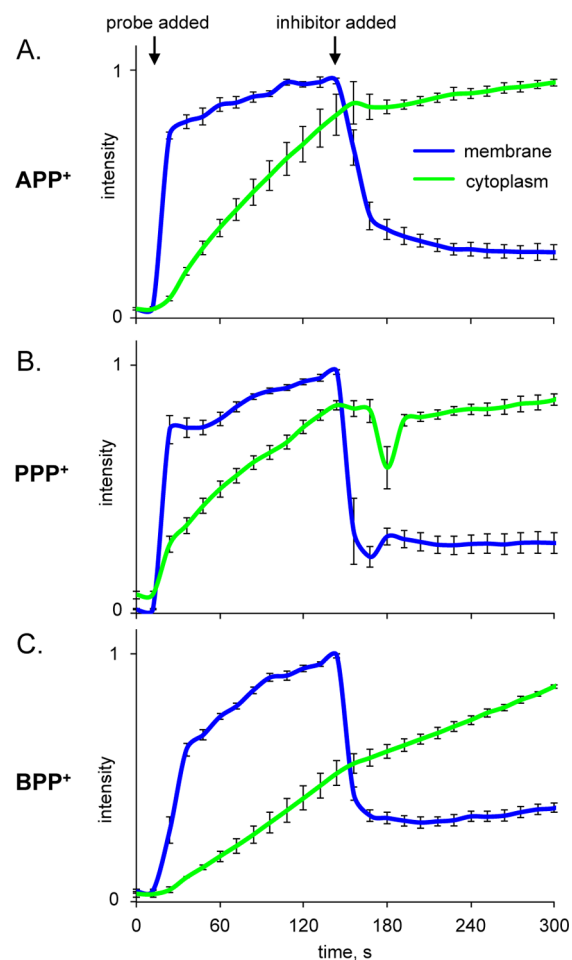 probe added inhibitor added
A.
1
intensity
APP+
membrane
cytoplasm
0
B.
1
intensity
PPP+
0
C.
1
intensity
BPP+
0
0 60 120 180 240 300
time, s